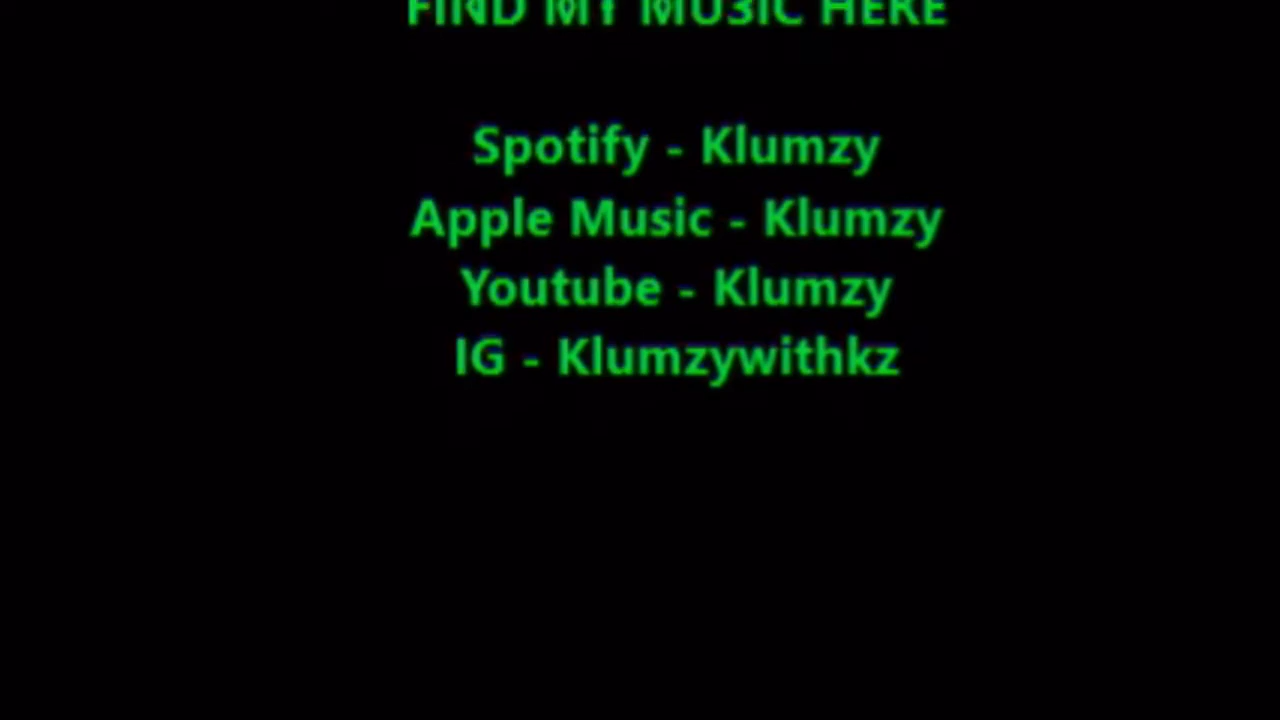 FIND MY MUSIC HERE
Spotify - Klumzy
Apple Music - Klumzy
Youtube - Klumzy
IG - Klumzywithkz